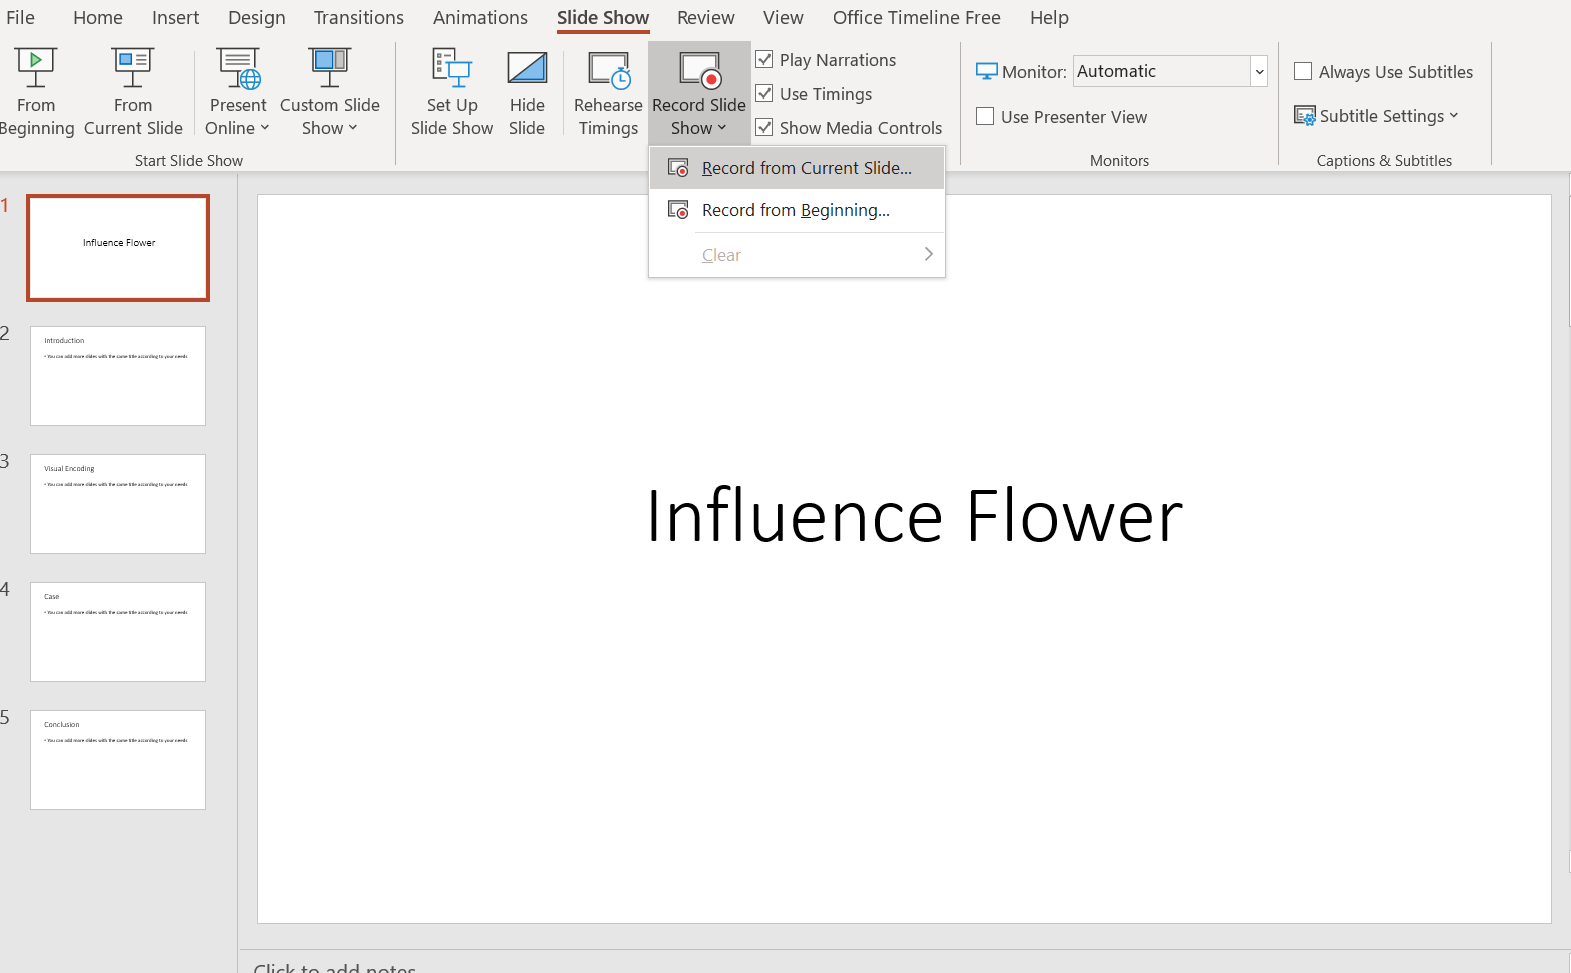 File Home Insert Design Transitions Animations Slide Show Review View Office Timeline Free Help
From Beginning
From Current Slide
Present Online
Custom Slide Show
Start Slide Show
Set Up Slide Show
Hide Slide
Rehearse Timings
Record Slide Show
Play Narrations
Use Timings
Show Media Controls
Monitor: Automatic
Use Presenter View
Monitors
Always Use Subtitles
Subtitle Settings
Captions & Subtitles
Record from Current Slide...
Record from Beginning...
Clear
1
Influence Flower
2
Introduction
• You can add more slides with the same title according to your needs
3
Visual Encoding
• You can add more slides with the same title according to your needs
4
Case
• You can add more slides with the same title according to your needs
5
Conclusion
• You can add more slides with the same title according to your needs
Influence Flower
Click to add notes